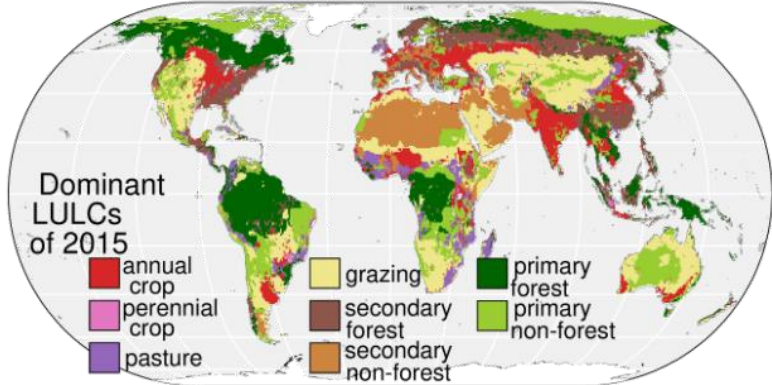 Dominant
LULCs
of 2015
annual
crop
perennial
crop
pasture
grazing
secondary
forest
secondary
non-forest
primary
forest
primary
non-forest